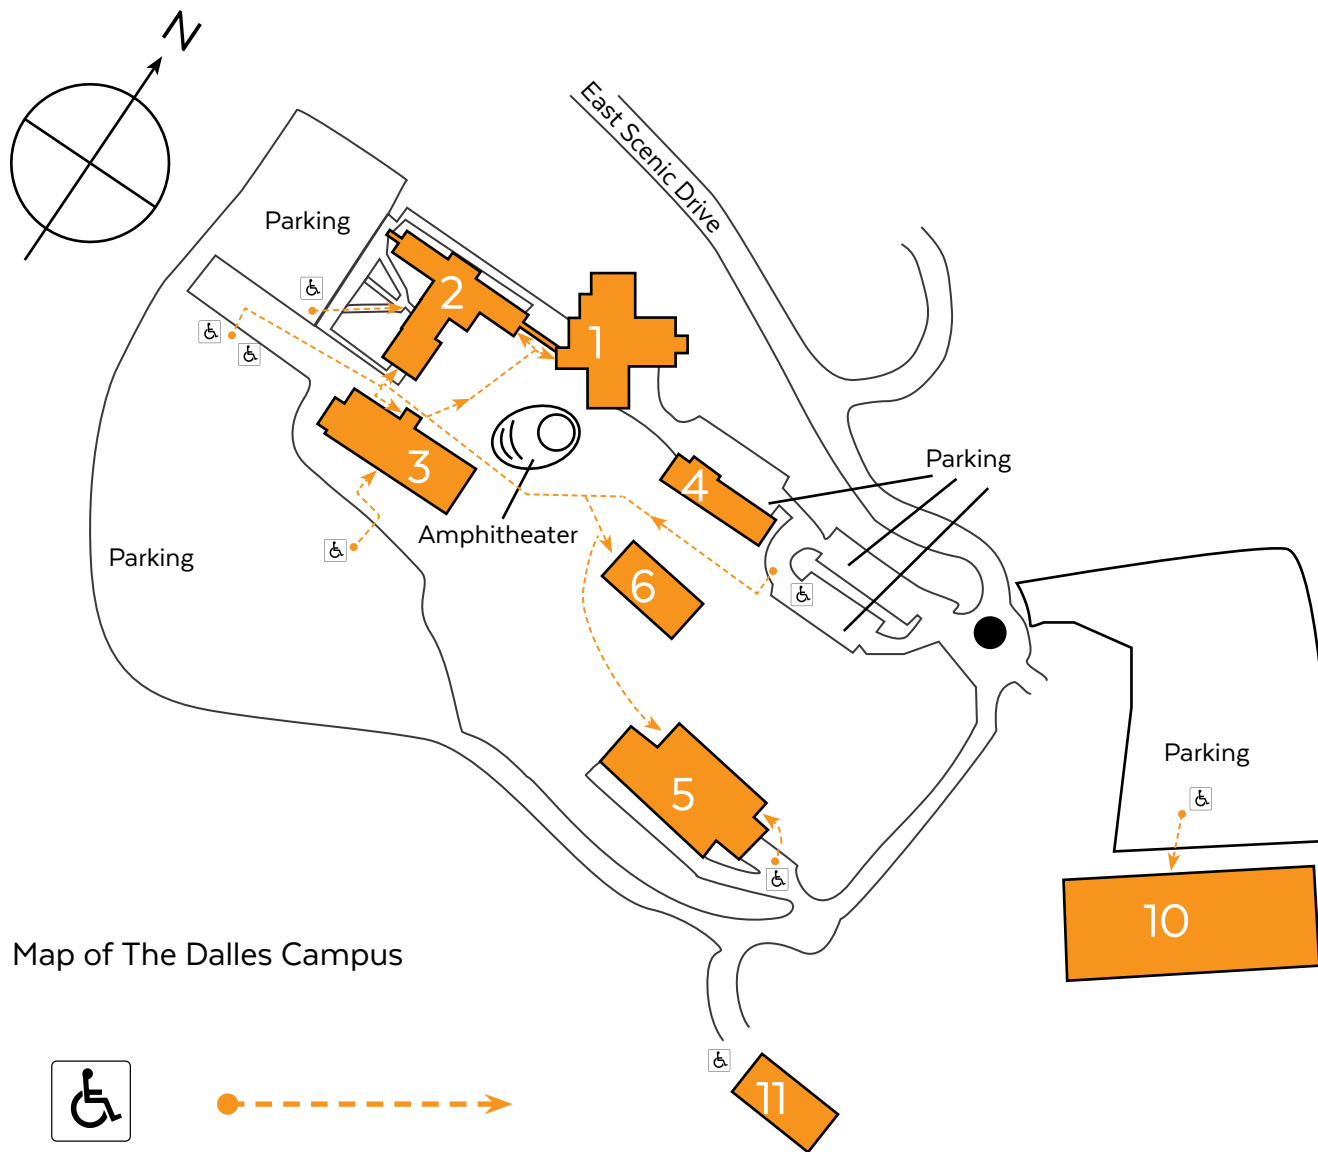 N
East Scenic Drive
Parking
2
1
3
4
Parking
Amphitheater
Parking
6
Parking
5
10
Map of The Dalles Campus
11